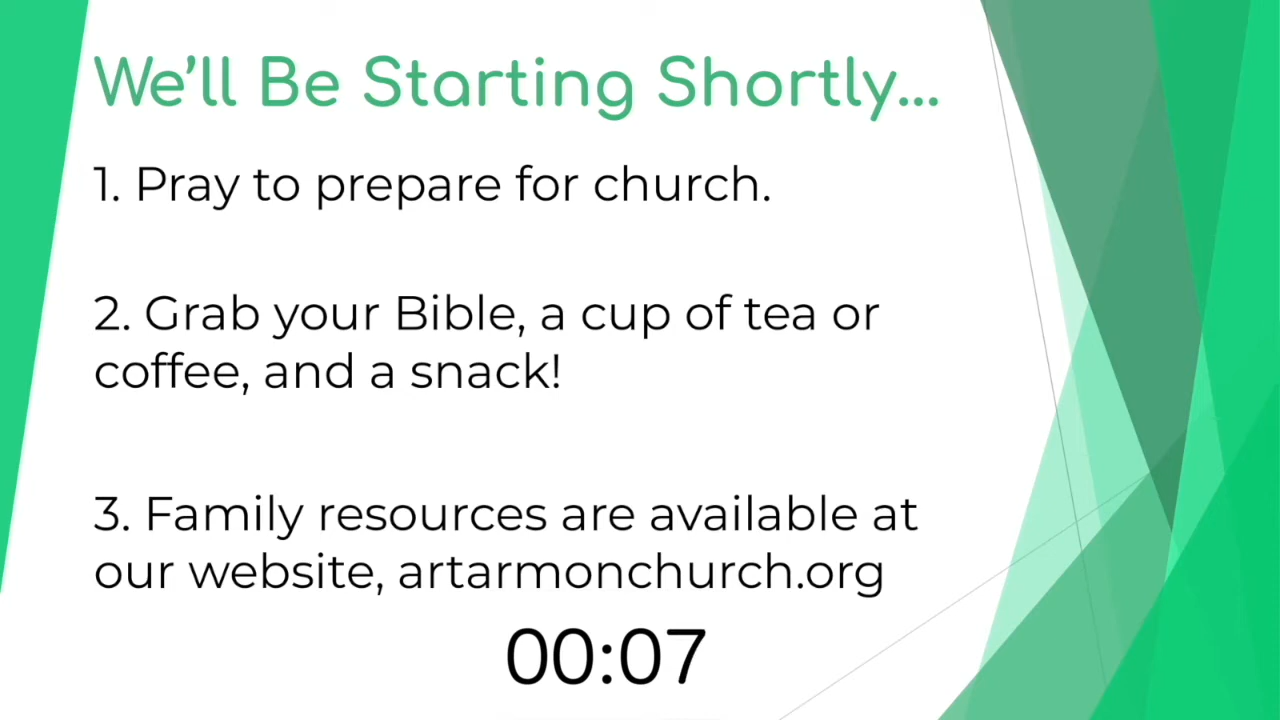 We’ll Be Starting Shortly...
1. Pray to prepare for church.
2. Grab your Bible, a cup of tea or
coffee, and a snack!
3. Family resources are available at
our website, artarmonchurch.org
00:07